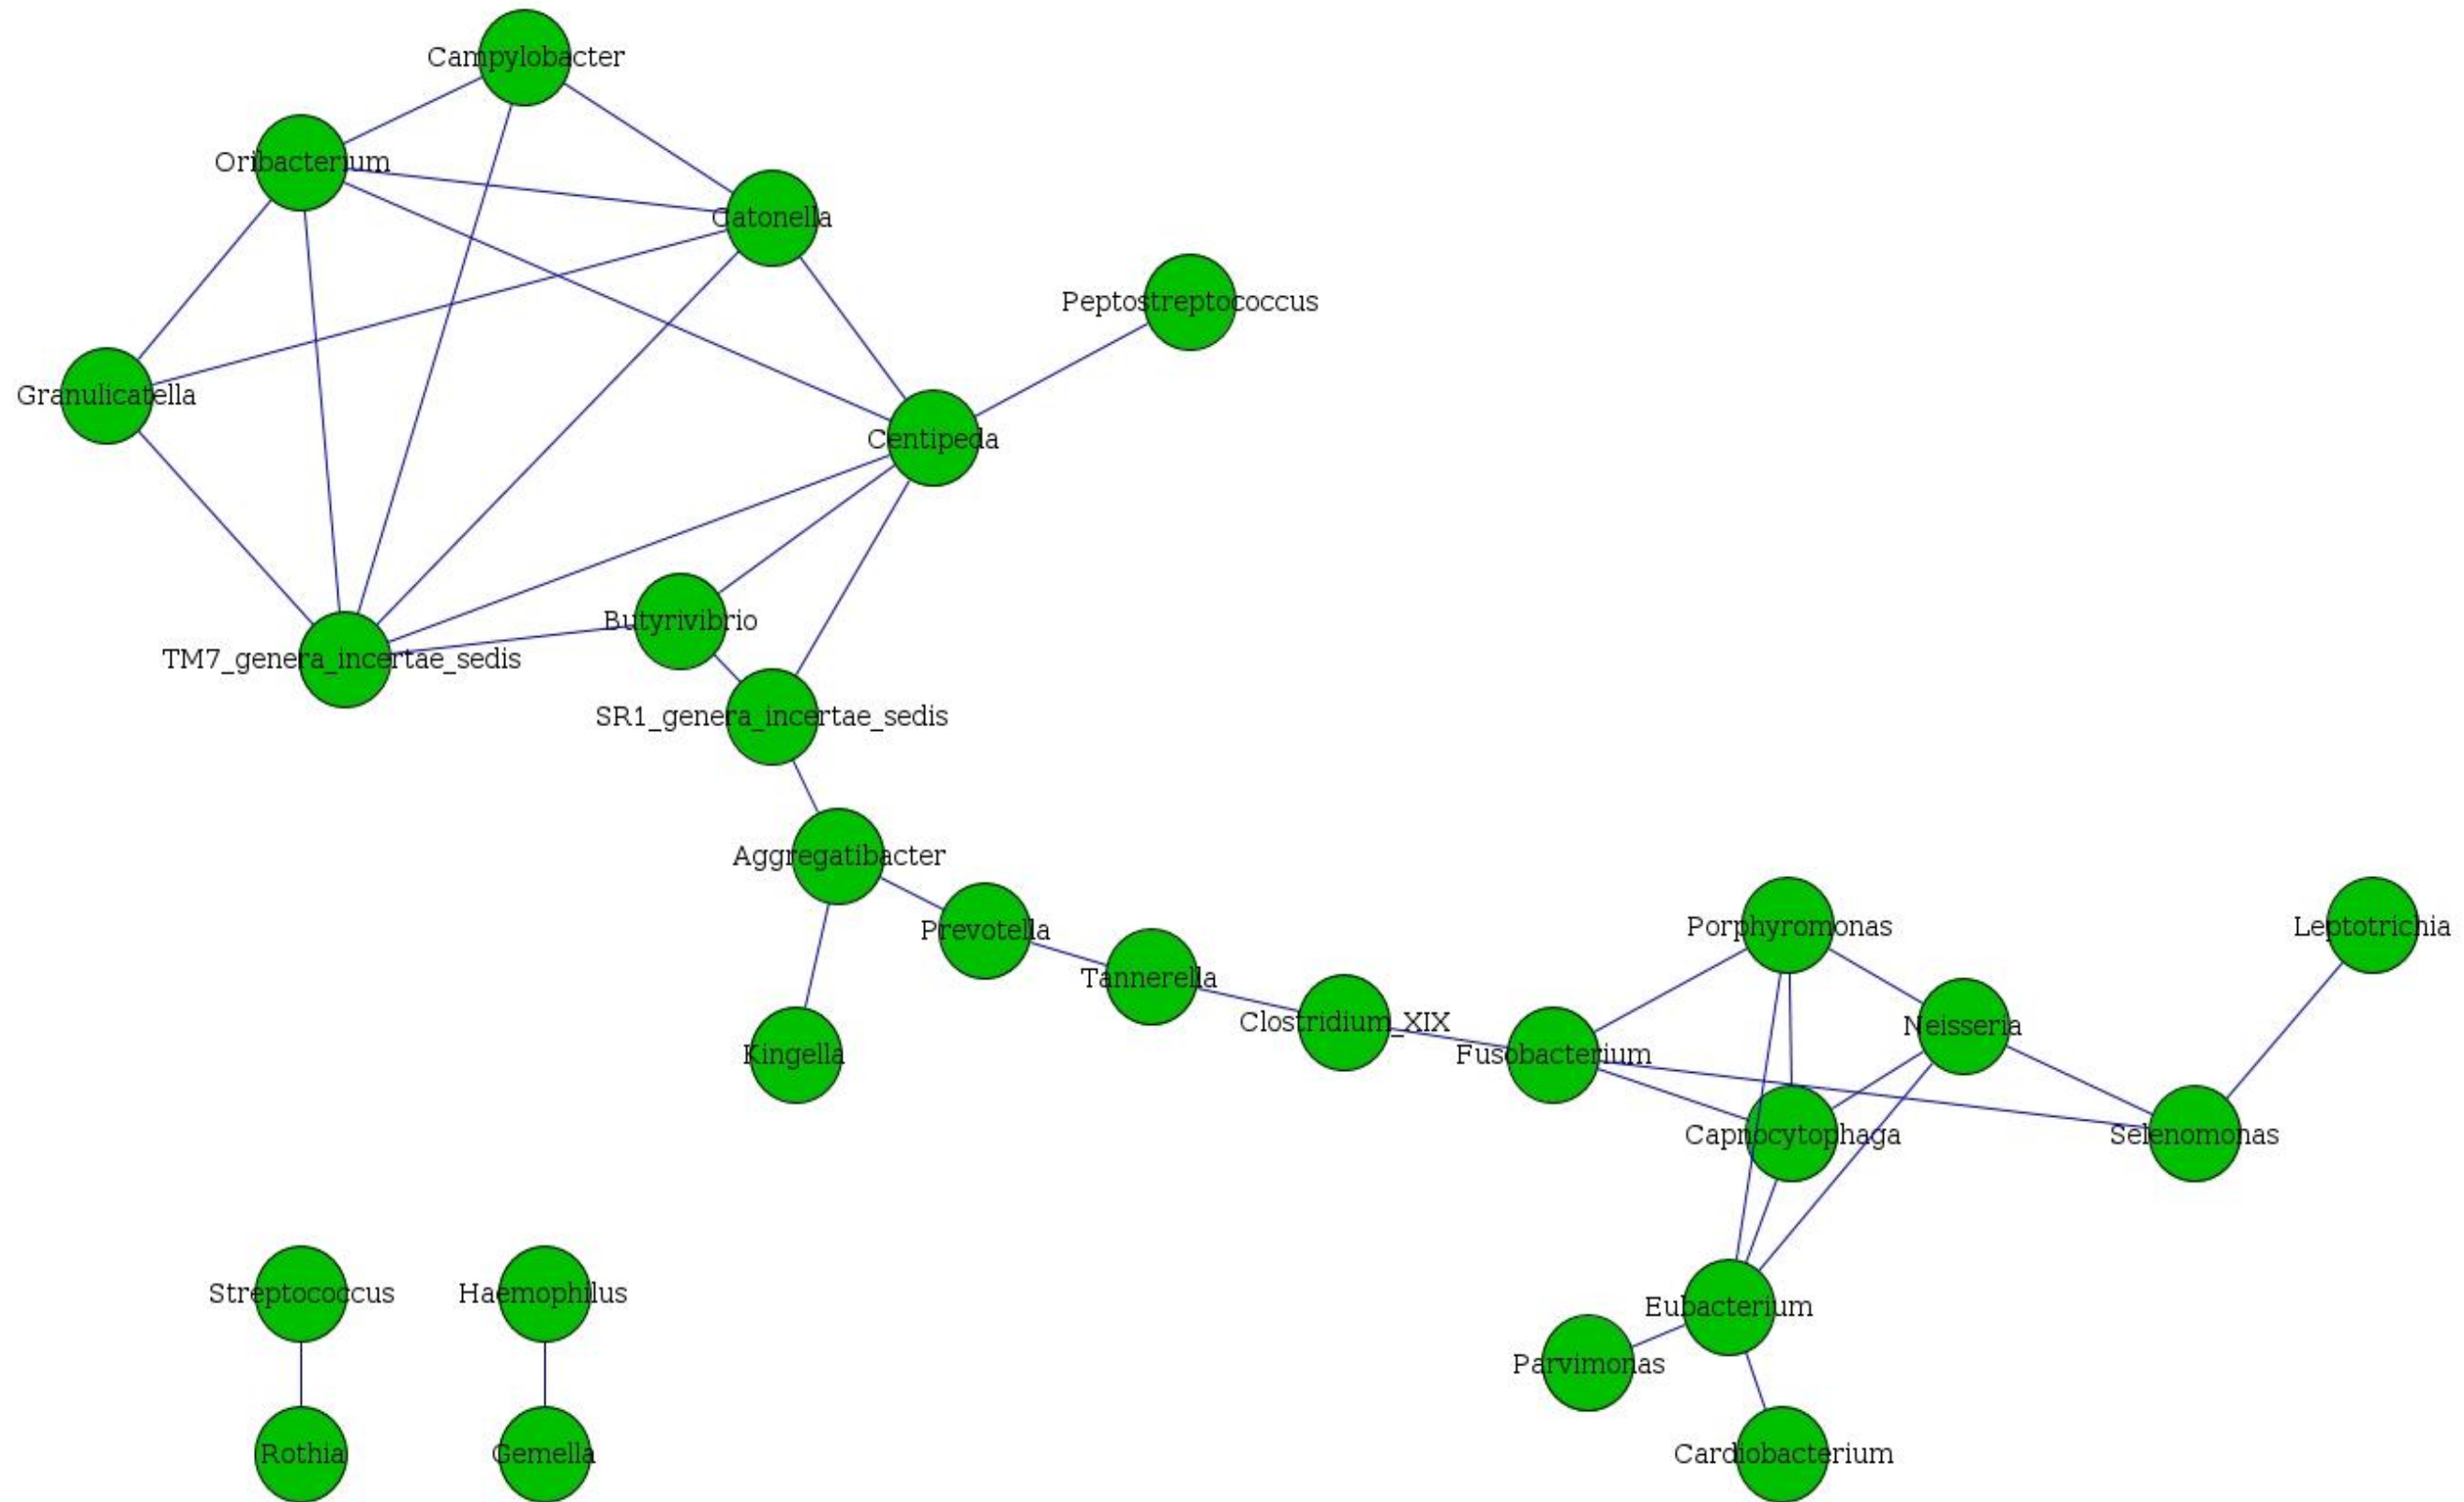 Campylobacter
Oribacterium
Catonella
Peptostreptococcus
Granulicatella
Centipeda
Butyrivibrio
TM7_genera_incertae_sedis
SR1_genera_incertae_sedis
Aggregatibacter
Prevotella
Porphyromonas
Leptotrichia
Tannerella
Clostridium_XIX
Neisseria
Kingella
Fusobacterium
Capnocytophaga
Selenomonas
Streptococcus
Haemophilus
Eubacterium
Parvimonas
Rothia
Gemella
Cardiobacterium